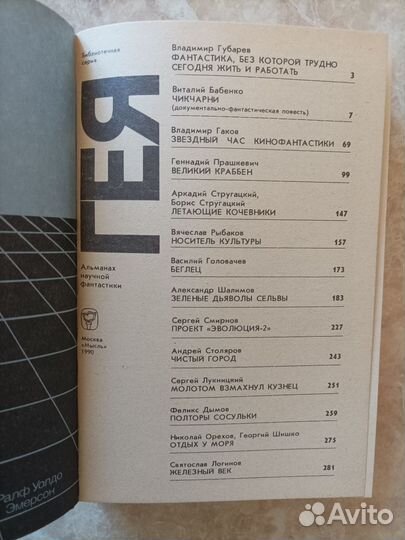 Библиотечная
серия
ГЕЯ
Альманах
научной
фантастики
Москва
«Мысль»
1990
Ралф Уолдо
Эмерсон
Владимир Губарев
ФАНТАСТИКА, БЕЗ КОТОРОЙ ТРУДНО
СЕГОДНЯ ЖИТЬ И РАБОТАТЬ 3
Виталий Бабенко
ЧИКЧАРНИ
(документально-фантастическая повесть) 7
Владимир Гаков
ЗВЕЗДНЫЙ ЧАС КИНОФАНТАСТИКИ 69
Геннадий Прашкевич
ВЕЛИКИЙ КРАББЕН 99
Аркадий Стругацкий,
Борис Стругацкий
ЛЕТАЮЩИЕ КОЧЕВНИКИ 147
Вячеслав Рыбаков
НОСИТЕЛЬ КУЛЬТУРЫ 157
Василий Головачев
БЕГЛЕЦ 173
Александр Шалимов
ЗЕЛЕНЫЕ ДЬЯВОЛЫ СЕЛЬВЫ 183
Сергей Смирнов
ПРОЕКТ «ЭВОЛЮЦИЯ-2» 227
Андрей Столяров
ЧИСТЫЙ ГОРОД 243
Сергей Лукницкий
МОЛОТОМ ВЗМАХНУЛ КУЗНЕЦ 251
Феликс Дымов
ПОЛТОРЫ СОСУЛЬКИ 259
Николай Орехов, Георгий Шишко
ОТДЫХ У МОРЯ 275
Святослав Логинов
ЖЕЛЕЗНЫЙ ВЕК 281
Avito